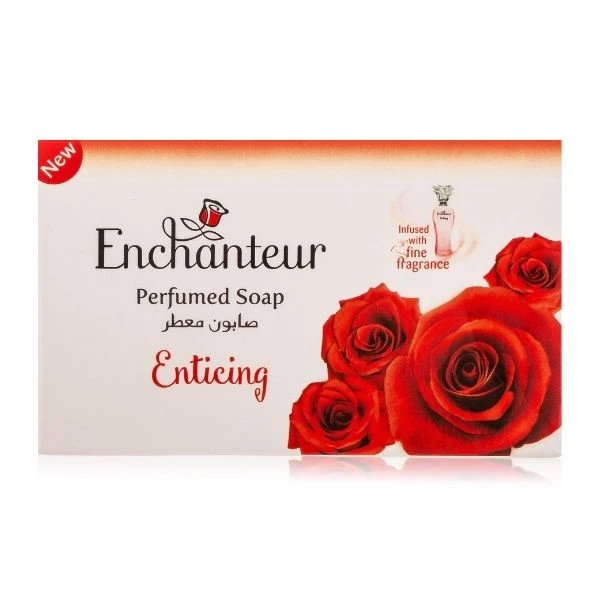 New
Enchanteur
Perfumed Soap
صابون معطر
Enticing
Infused
with
fine
fragrance